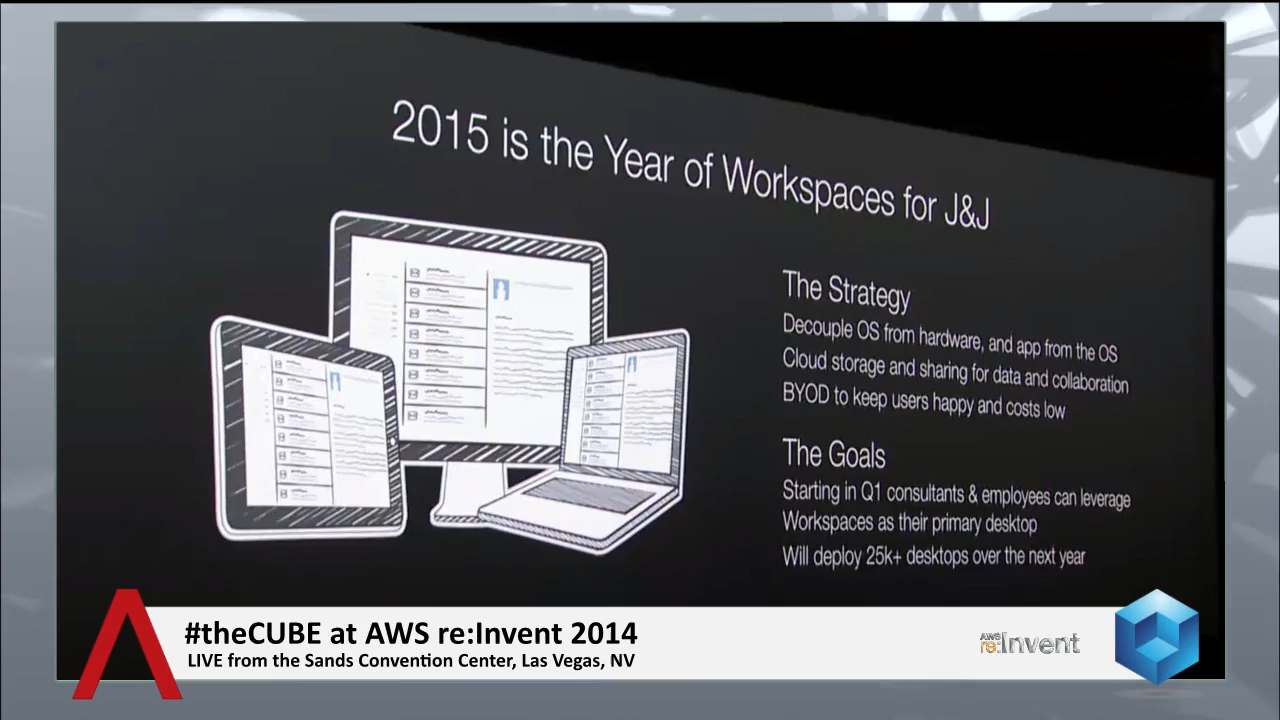 2015 is the Year of Workspaces for J&J
The Strategy
Decouple OS from hardware, and app from the OS
Cloud storage and sharing for data and collaboration
BYOD to keep users happy and costs low
The Goals
Starting in Q1 consultants & employees can leverage
Workspaces as their primary desktop
Will deploy 25k+ desktops over the next year
#theCUBE at AWS re:Invent 2014
LIVE from the Sands Convention Center, Las Vegas, NV
AWS
re:Invent